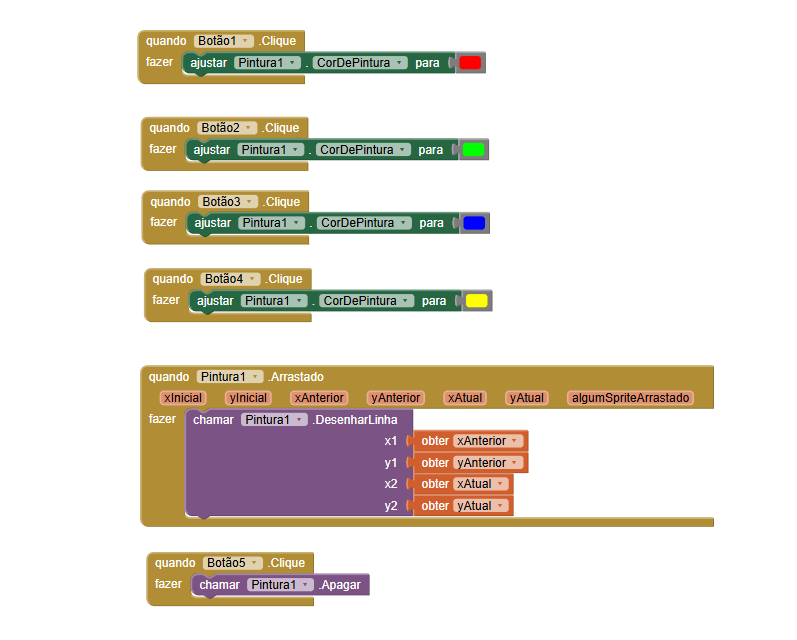 quando Botão1 .Clique
fazer ajustar Pintura1 . CorDePintura para
quando Botão2 .Clique
fazer ajustar Pintura1 . CorDePintura para
quando Botão3 .Clique
fazer ajustar Pintura1 . CorDePintura para
quando Botão4 .Clique
fazer ajustar Pintura1 . CorDePintura para
quando Pintura1 .Arrastado
xInicial yInicial xAnterior yAnterior xAtual yAtual algumSpriteArrastado
fazer chamar Pintura1 .DesenharLinha
x1 obter xAnterior
y1 obter yAnterior
x2 obter xAtual
y2 obter yAtual
quando Botão5 .Clique
fazer chamar Pintura1 .Apagar